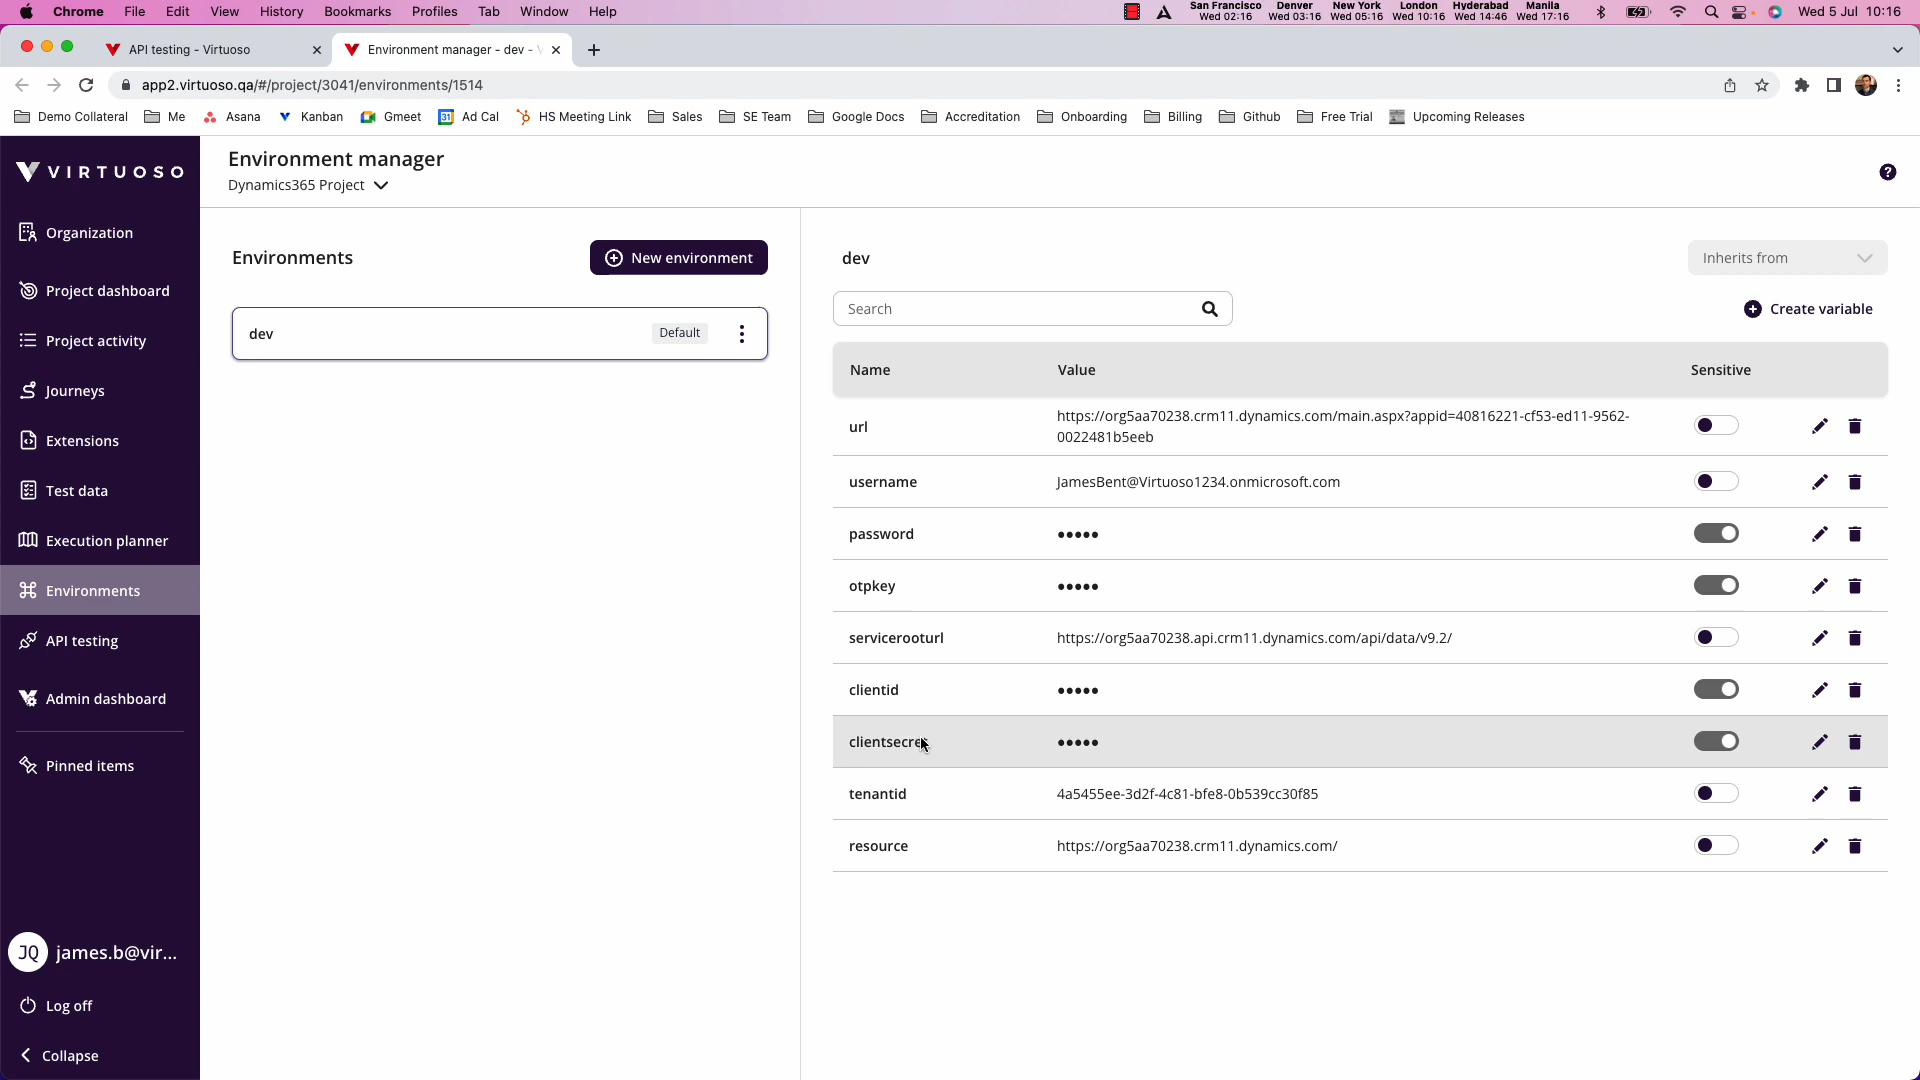 Chrome File Edit View History Bookmarks Profiles Tab Window Help
San Francisco Denver New York London Hyderabad Manila
Wed 02:16 Wed 03:16 Wed 05:16 Wed 10:16 Wed 14:46 Wed 17:16
Wed 5 Jul 10:16
API testing - Virtuoso
Environment manager - dev -
app2.virtuoso.qa/#/project/3041/environments/1514
Demo Collateral Me Asana Kanban Gmeet 31 Ad Cal HS Meeting Link Sales SE Team Google Docs Accreditation Onboarding Billing Github Free Trial Upcoming Releases
VIRTUOSO
Organization
Project dashboard
Project activity
Journeys
Extensions
Test data
Execution planner
Environments
API testing
Admin dashboard
Pinned items
JQ james.b@vir...
Log off
Collapse
Environment manager
Dynamics365 Project
?
Environments
New environment
dev Default
dev
Inherits from
Search
Create variable
Name Value Sensitive
url https://org5aa70238.crm11.dynamics.com/main.aspx?appid=40816221-cf53-ed11-9562-
0022481b5eeb
username JamesBent@Virtuoso1234.onmicrosoft.com
password •••••
otpkey •••••
servicerooturl https://org5aa70238.api.crm11.dynamics.com/api/data/v9.2/
clientid •••••
clientsecret •••••
tenantid 4a5455ee-3d2f-4c81-bfe8-0b539cc30f85
resource https://org5aa70238.crm11.dynamics.com/